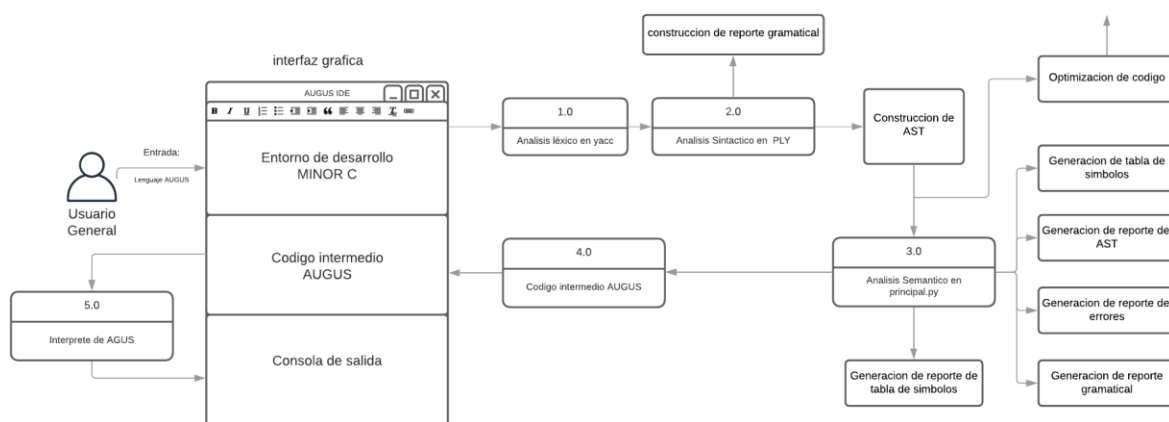 construccion de reporte gramatical
interfaz grafica
AUGUS IDE
B I U
Entorno de desarrollo
MINOR C
Entrada:
Lenguaje AUGUS
Usuario
General
1.0
Analisis léxico en yacc
2.0
Analisis Sintactico en PLY
Construccion de
AST
Optimizacion de codigo
Generacion de tabla de
simbolos
Generacion de reporte de
AST
Generacion de reporte de
errores
Generacion de reporte
gramatical
3.0
Analisis Semantico en
principal.py
Generacion de reporte de
tabla de simbolos
4.0
Codigo intermedio AUGUS
Codigo intermedio
AUGUS
5.0
Interprete de AGUS
Consola de salida